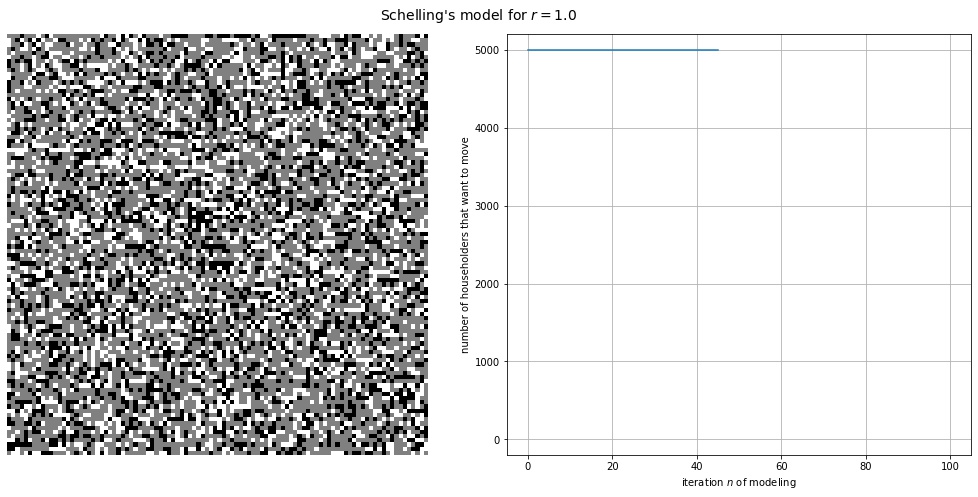 Schelling's model for r = 1.0
number of householders that want to move
5000
4000
3000
2000
1000
0
0 20 40 60 80 100
iteration n of modeling